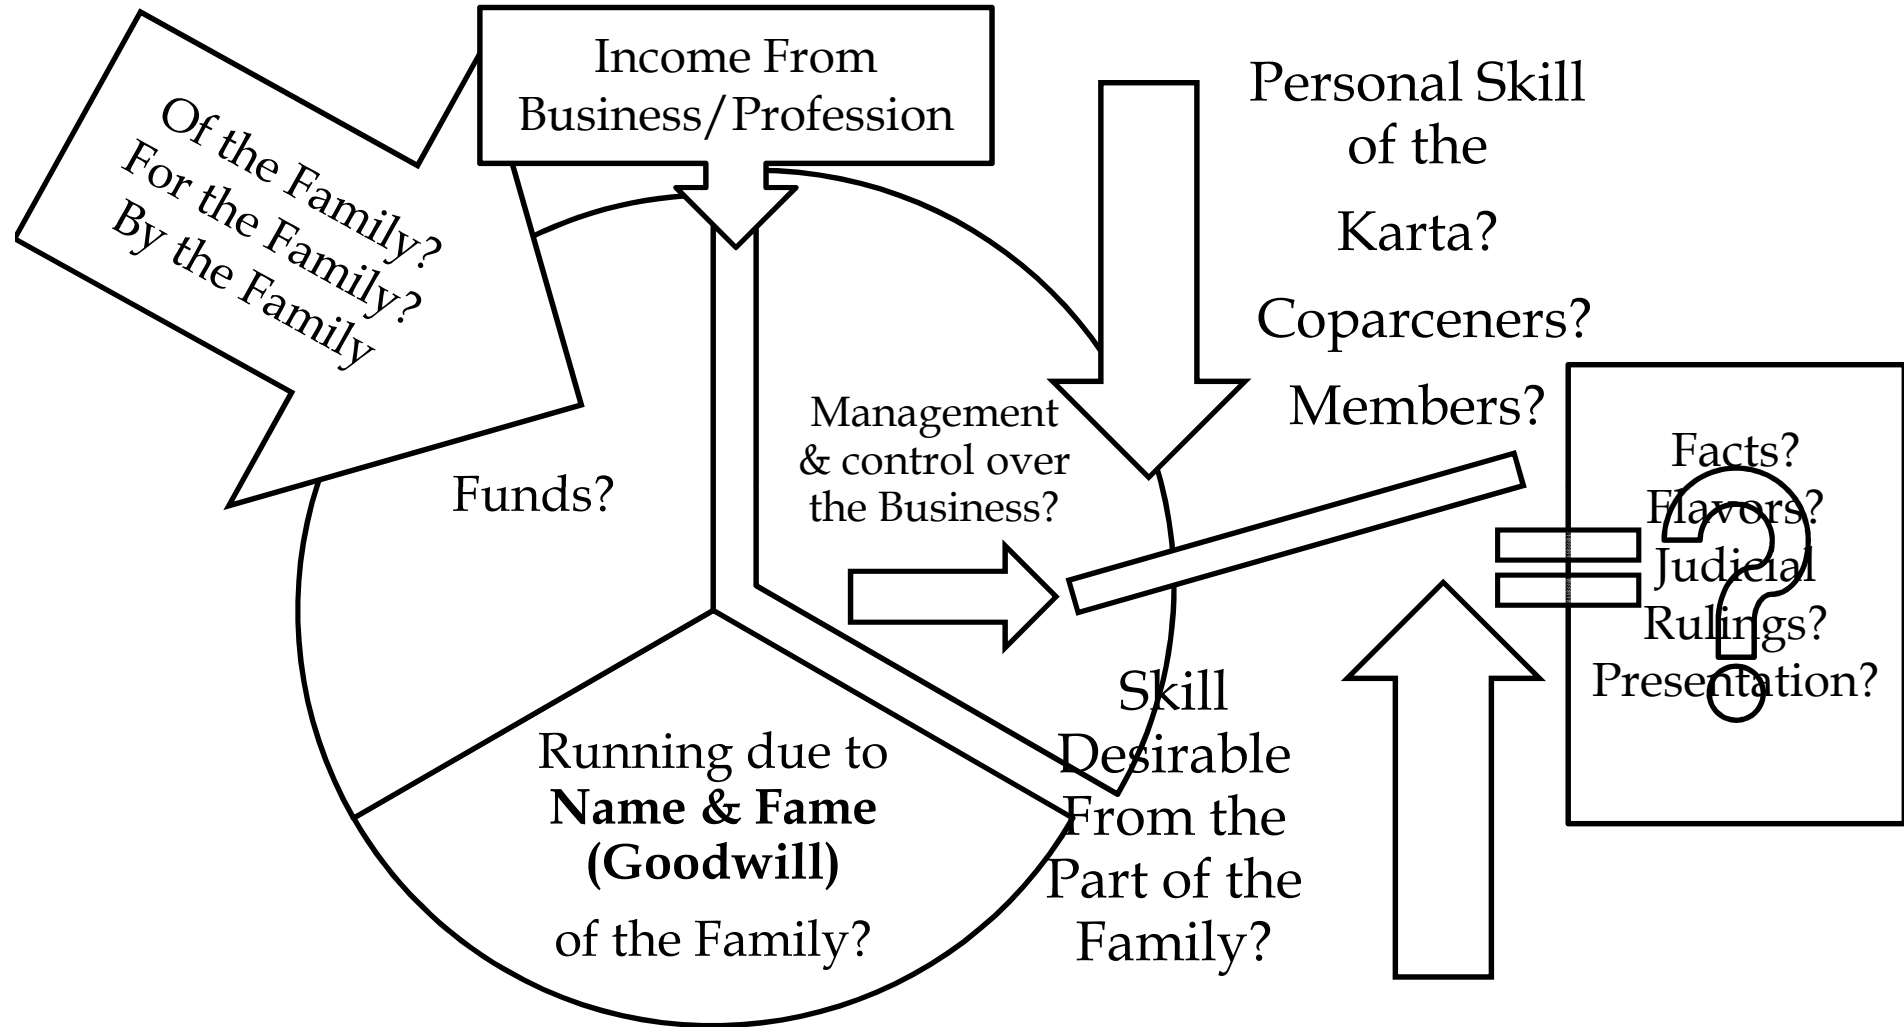 Of the Family?
For the Family?
By the Family
Income From
Business/Profession
Personal Skill
of the
Karta?
Coparceners?
Members?
Funds?
Management
& control over
the Business?
Running due to
Name & Fame
(Goodwill)
of the Family?
Skill
Desirable
From the
Part of the
Family?
Facts?
Flavors?
Judicial
Rulings?
Presentation?
?